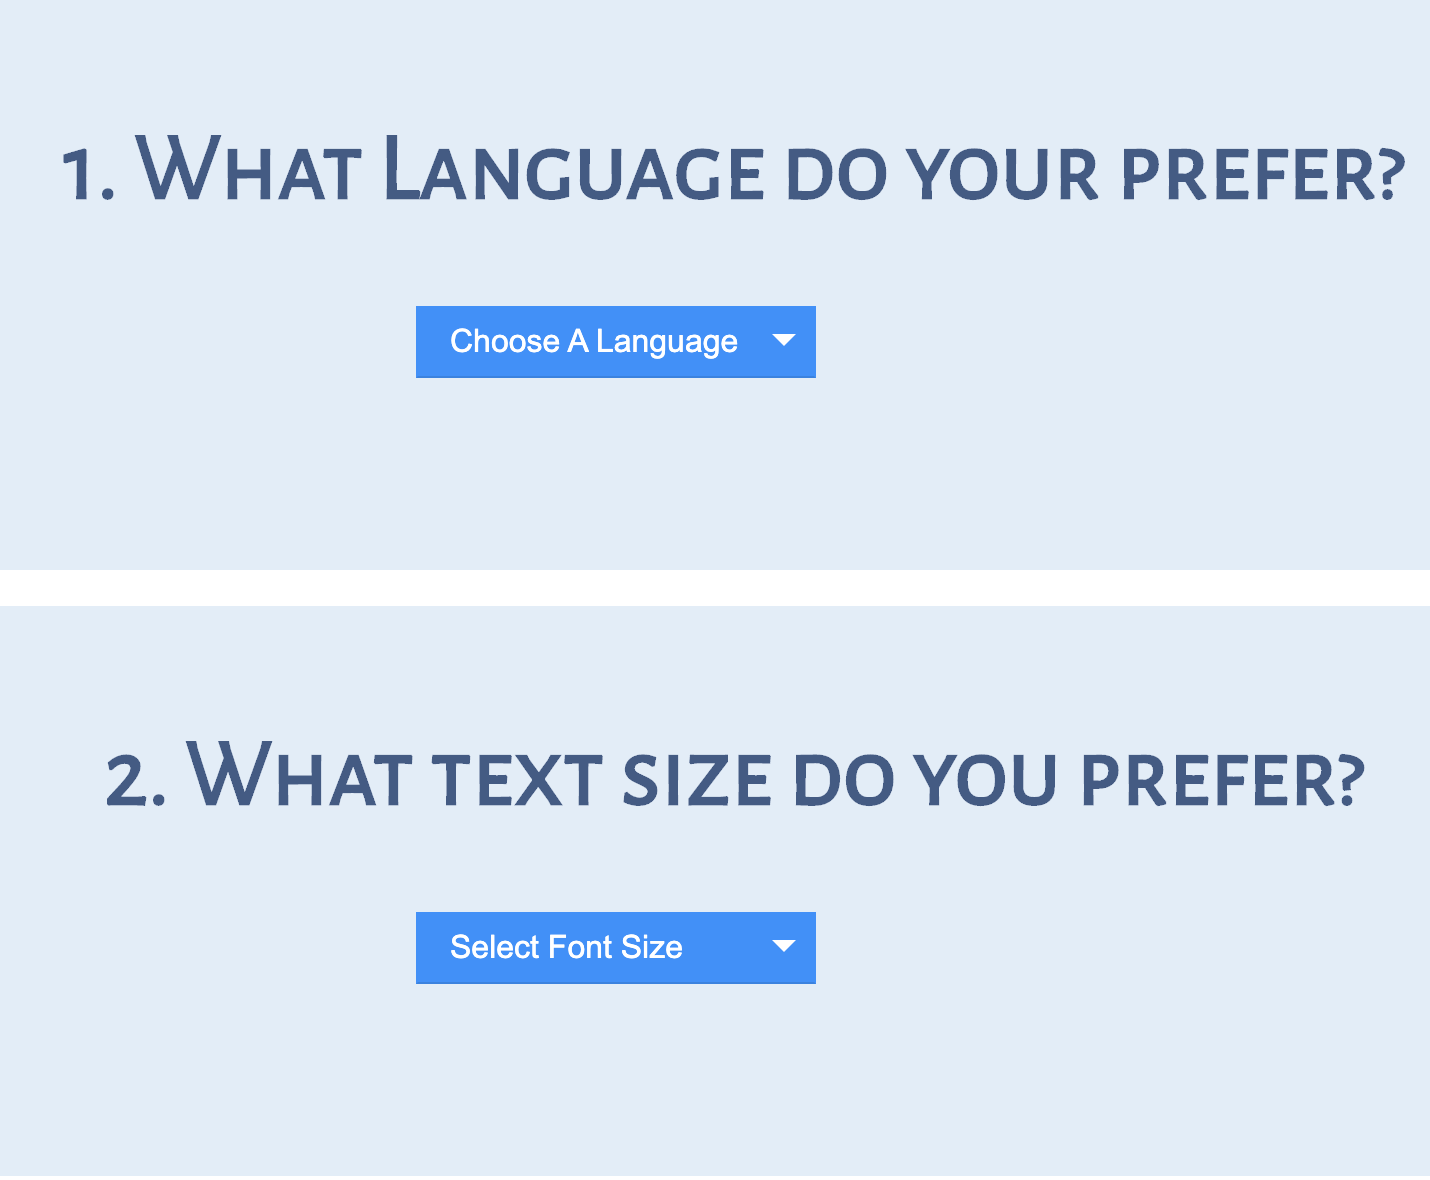 1. What Language do your prefer?
Choose A Language
2. What text size do you prefer?
Select Font Size